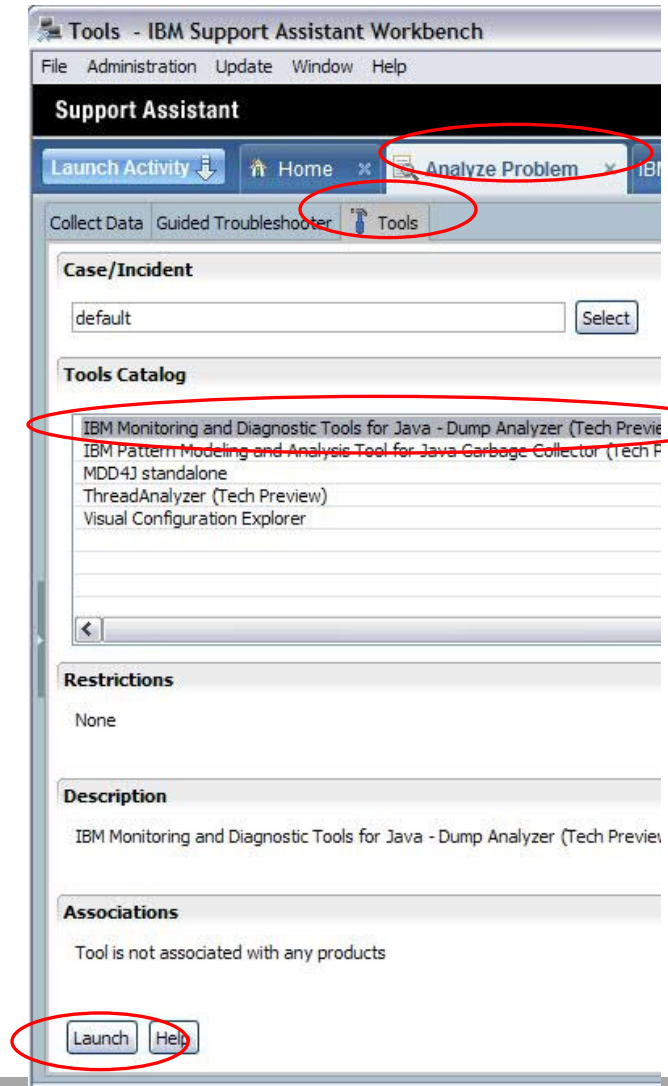 Tools - IBM Support Assistant Workbench
File Administration Update Window Help
Support Assistant
Launch Activity Home Analyze Problem IBM
Collect Data Guided Troubleshooter Tools
Case/Incident
default Select
Tools Catalog
IBM Monitoring and Diagnostic Tools for Java - Dump Analyzer (Tech Previe
IBM Pattern Modeling and Analysis Tool for Java Garbage Collector (Tech P
MDD4J standalone
ThreadAnalyzer (Tech Preview)
Visual Configuration Explorer
Restrictions
None
Description
IBM Monitoring and Diagnostic Tools for Java - Dump Analyzer (Tech Preview
Associations
Tool is not associated with any products
Launch Help